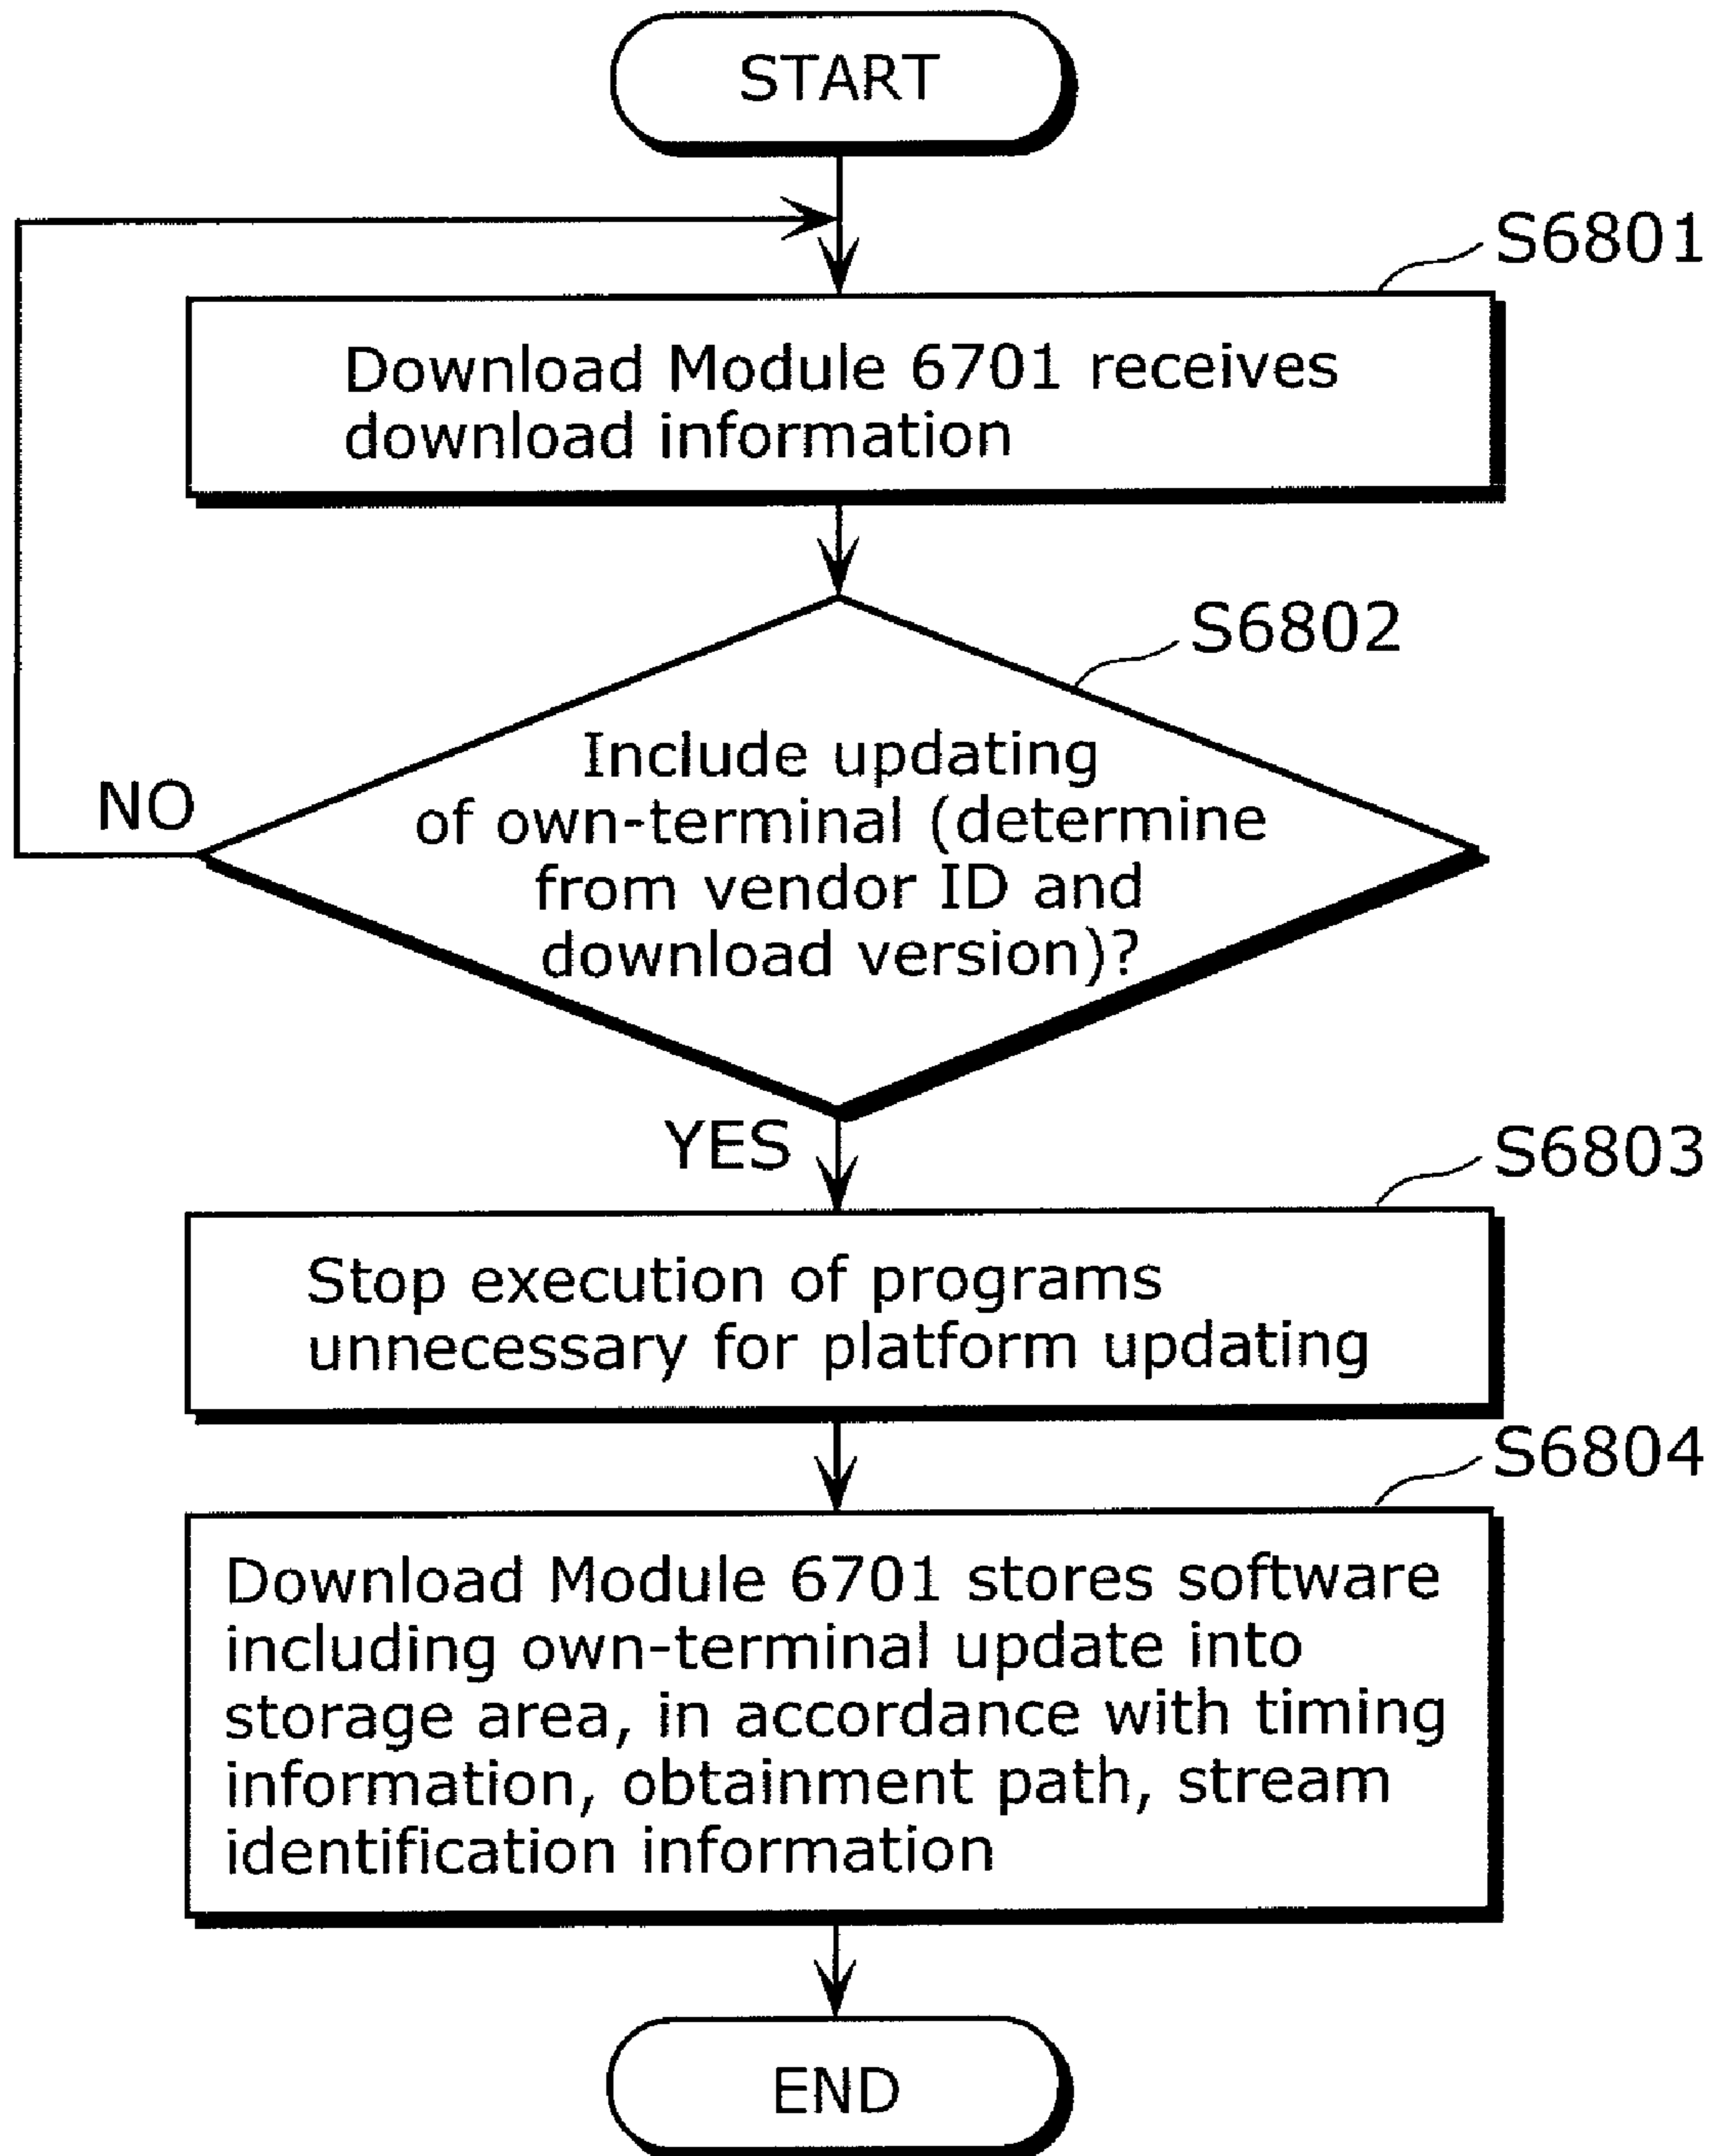 START
S6801
Download Module 6701 receives
download information
S6802
Include updating
of own-terminal (determine
from vendor ID and
download version)?
NO
YES
S6803
Stop execution of programs
unnecessary for platform updating
S6804
Download Module 6701 stores software
including own-terminal update into
storage area, in accordance with timing
information, obtainment path, stream
identification information
END